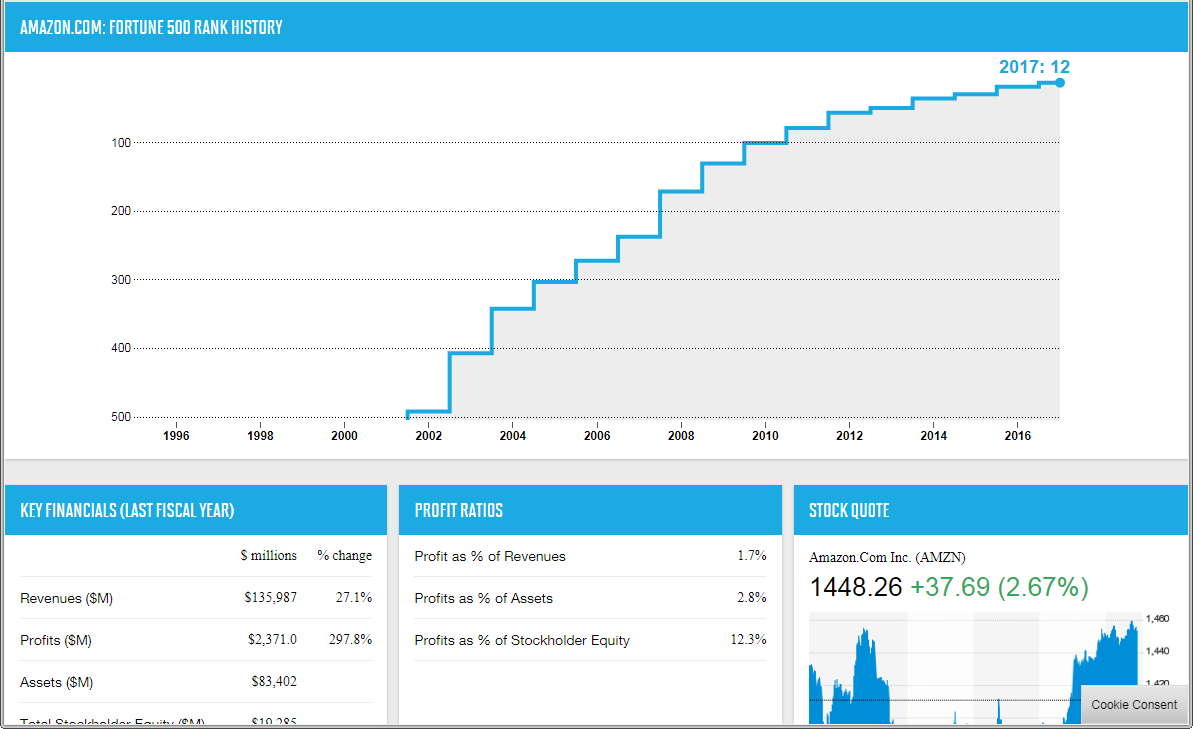 AMAZON.COM: FORTUNE 500 RANK HISTORY
2017: 12
100
200
300
400
500
1996 1998 2000 2002 2004 2006 2008 2010 2012 2014 2016
KEY FINANCIALS (LAST FISCAL YEAR)
$ millions % change
Revenues ($M) $135,987 27.1%
Profits ($M) $2,371.0 297.8%
Assets ($M) $83,402
Total Stockholder Equity ($M) $19,285
PROFIT RATIOS
Profit as % of Revenues 1.7%
Profits as % of Assets 2.8%
Profits as % of Stockholder Equity 12.3%
STOCK QUOTE
Amazon.Com Inc. (AMZN)
1448.26 +37.69 (2.67%)
1,460
1,440
1,420
Cookie Consent